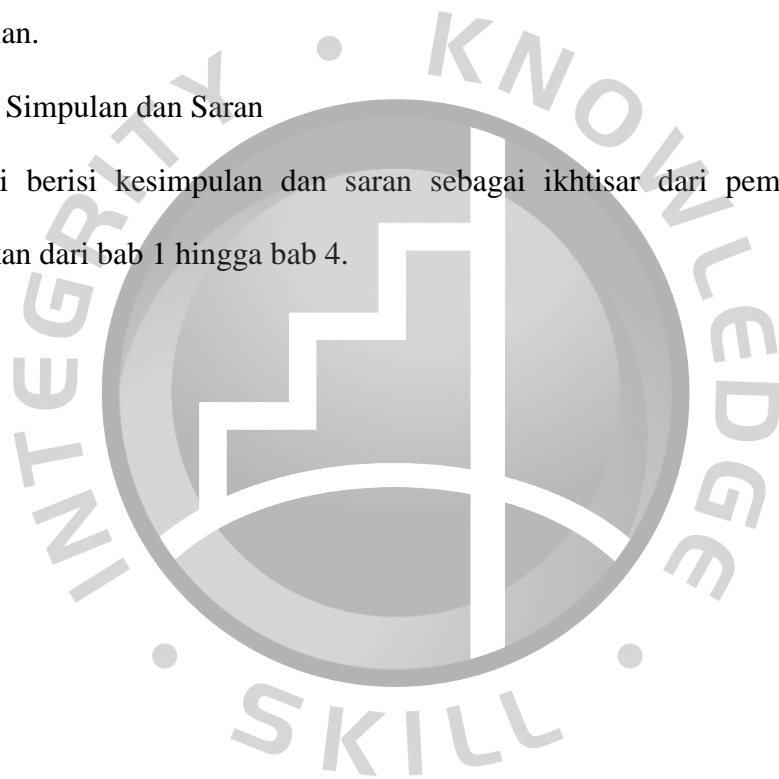 an.
Simpulan dan Saran
i berisi kesimpulan dan saran sebagai ikhtisar dari pem
kan dari bab 1 hingga bab 4.
INTEGRITY • KNOWLEDGE • SKILL •